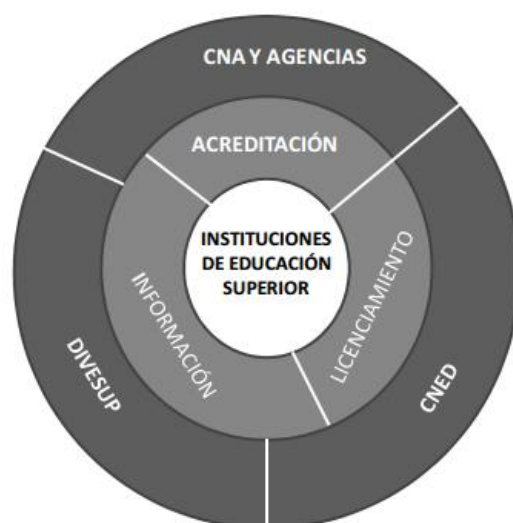 CNA Y AGENCIAS
ACREDITACIÓN
INSTITUCIONES
DE EDUCACIÓN
SUPERIOR
INFORMACIÓN
LICENCIAMIENTO
DIVESUP
CNED